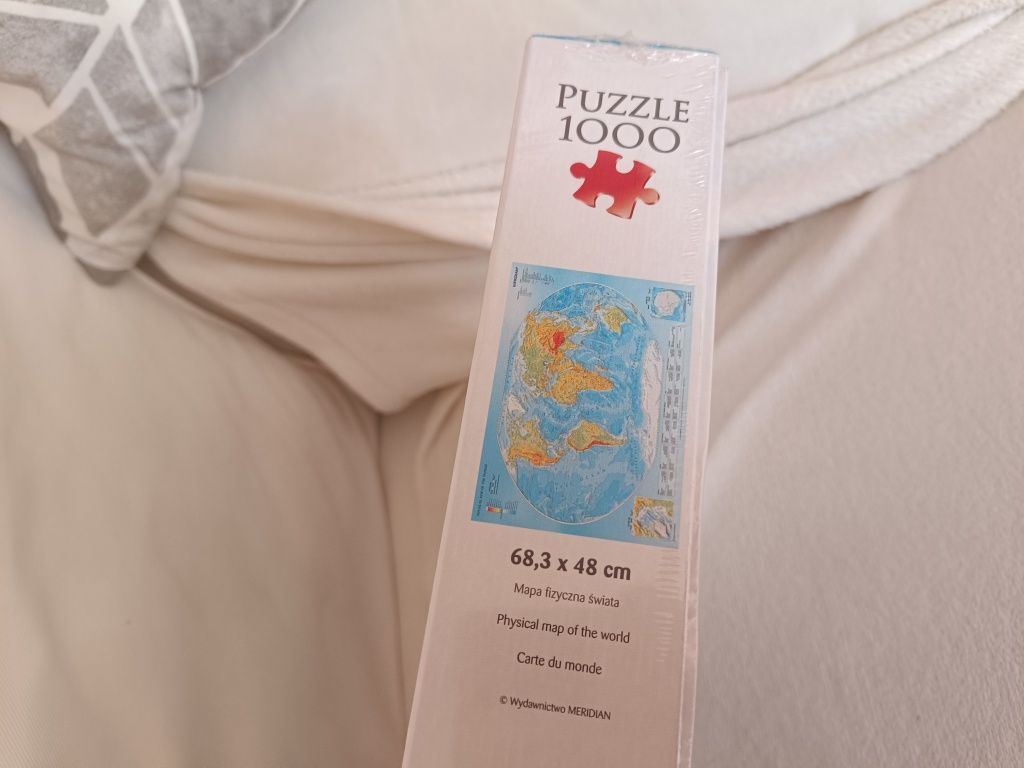 PUZZLE
1000
68,3 x 48 cm
Mapa fizyczna świata
Physical map of the world
Carte du monde
© Wydawnictwo MERIDIAN